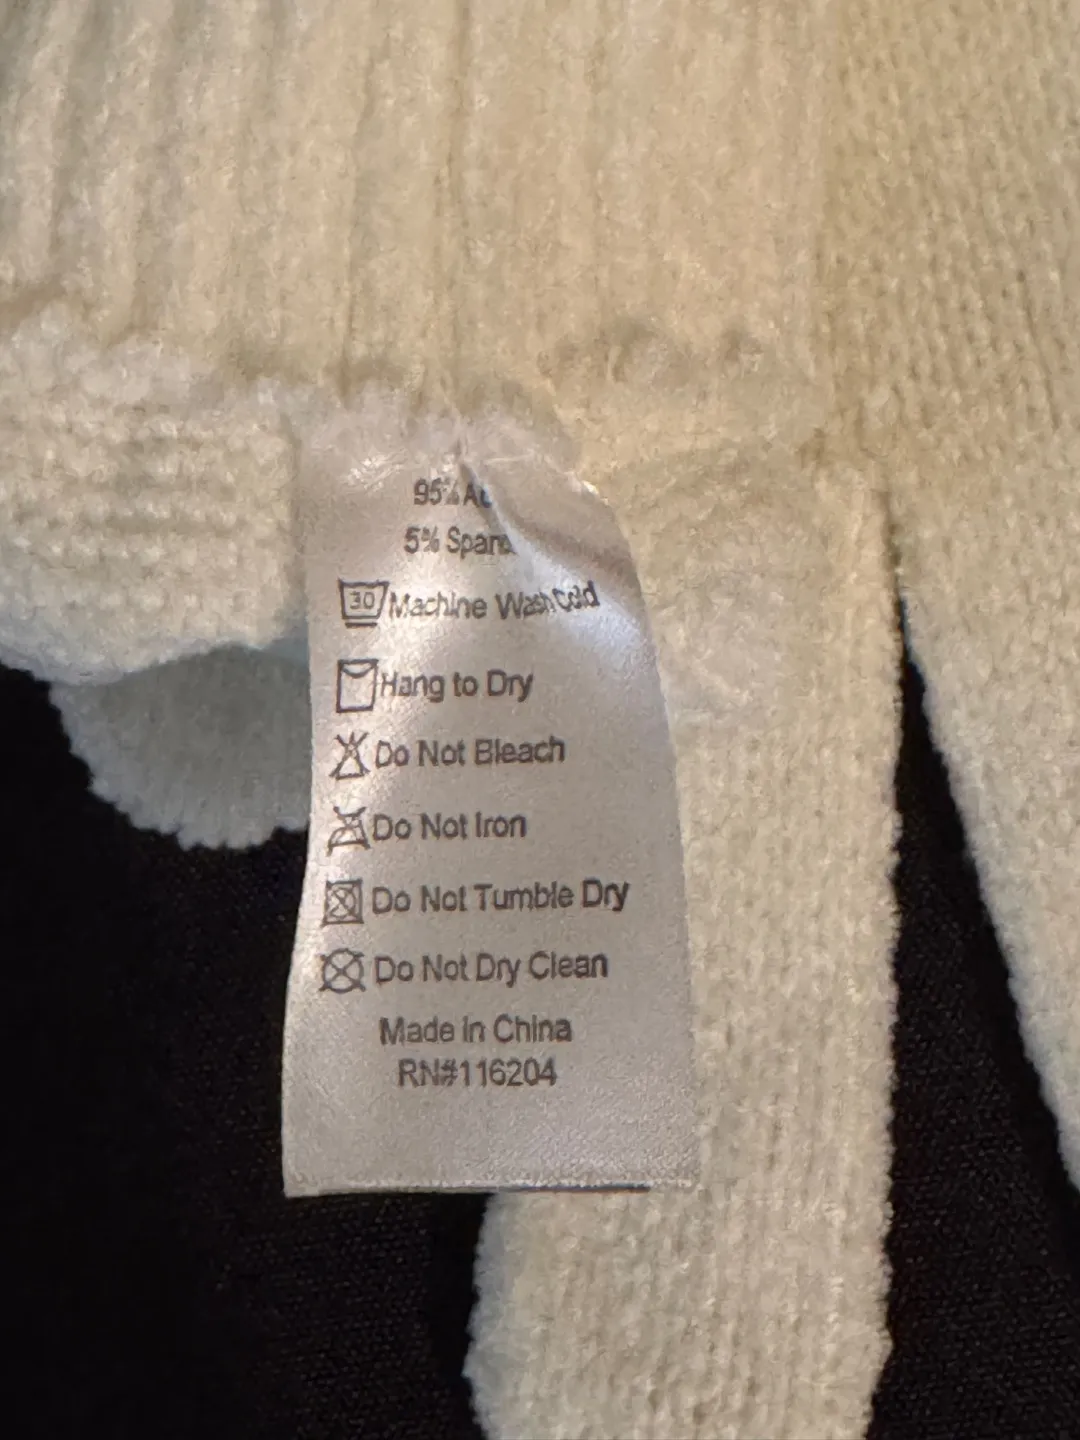 95%
5%
30 Machine Wash Cold
Hang to Dry
Do Not Bleach
Do Not Iron
Do Not Tumble Dry
Do Not Dry Clean
Made in China
RN#116204